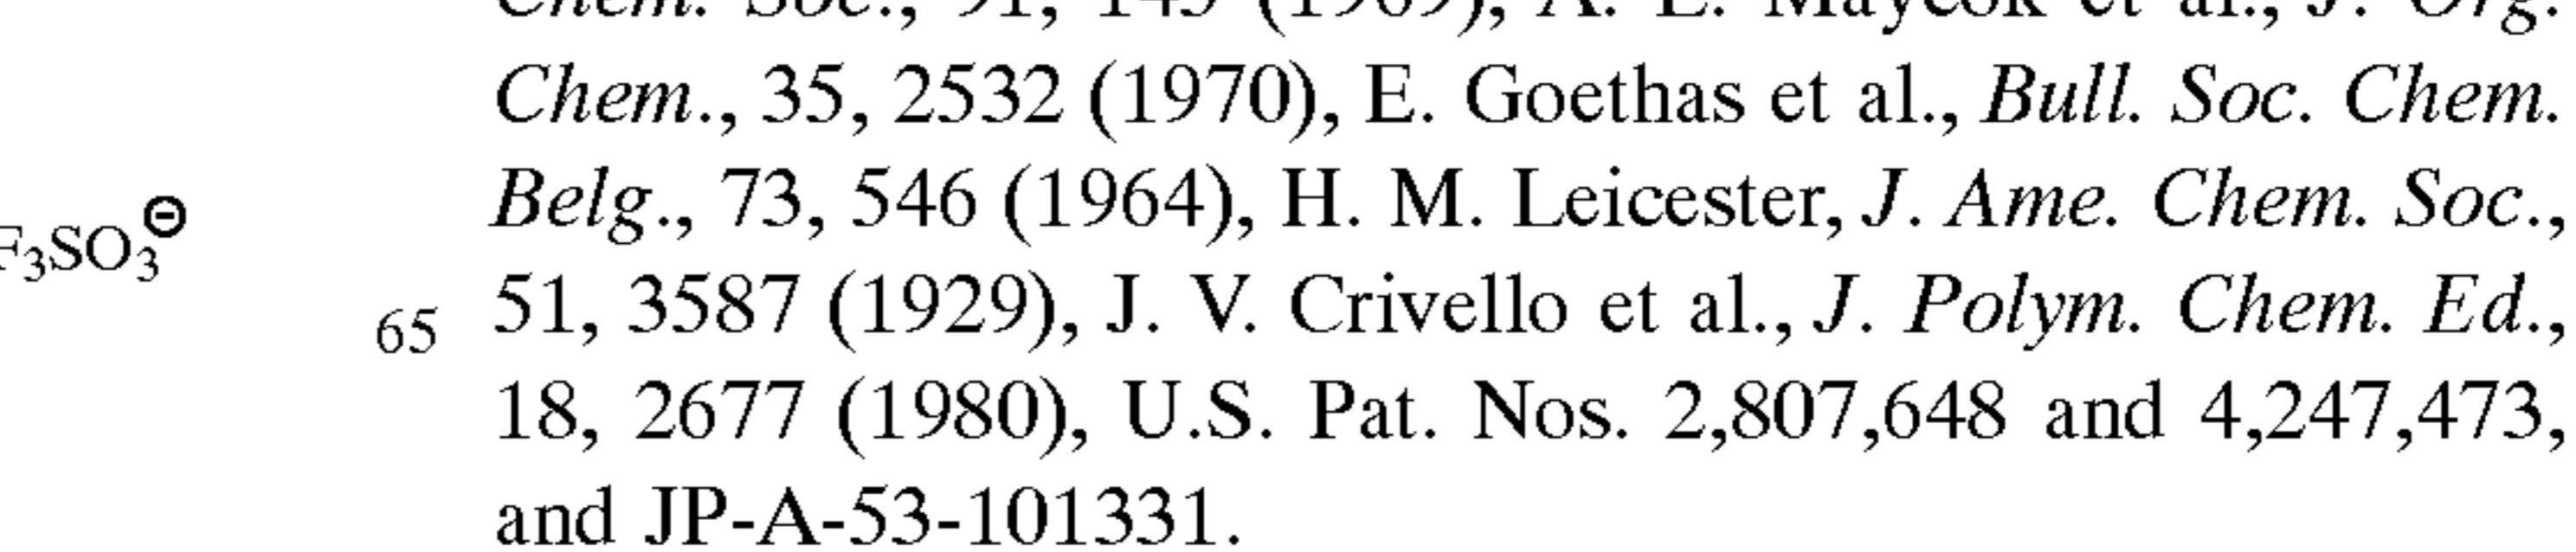 Chem. Soc., 91, 145 (1969), A. L. Maycok et al., J. Org.
Chem., 35, 2532 (1970), E. Goethas et al., Bull. Soc. Chem.
Belg., 73, 546 (1964), H. M. Leicester, J. Ame. Chem. Soc.,
F₃SO₃⊖
65 51, 3587 (1929), J. V. Crivello et al., J. Polym. Chem. Ed.,
18, 2677 (1980), U.S. Pat. Nos. 2,807,648 and 4,247,473,
and JP-A-53-101331.